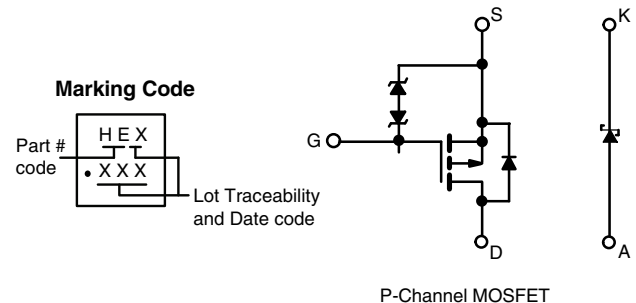 Marking Code
Part #
code
H E X
• X X X
Lot Traceability
and Date code
S
G
D
K
A
P-Channel MOSFET